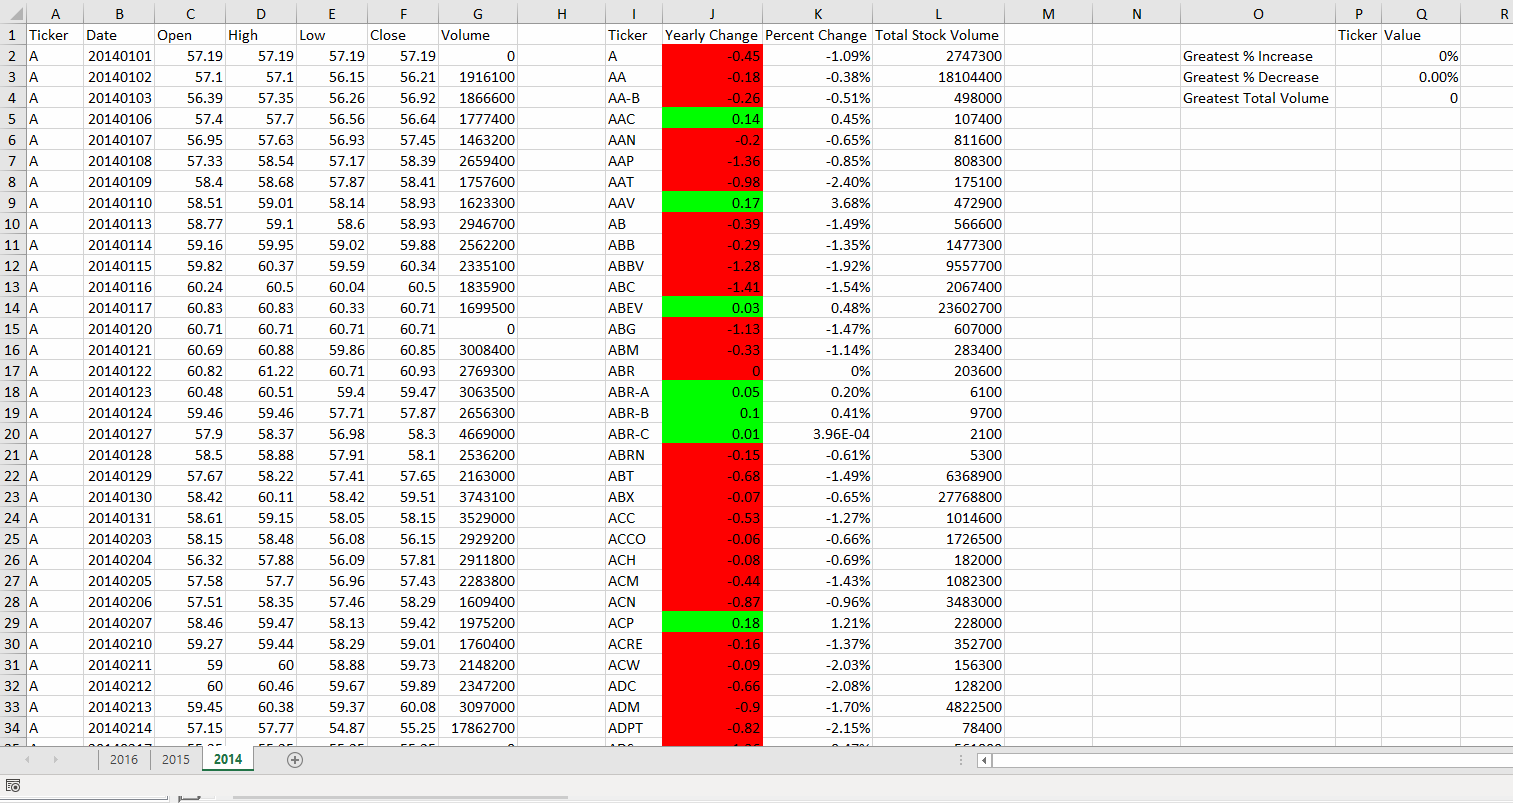 A B C D E F G H I J K L M N O P Q R
1 Ticker Date Open High Low Close Volume Ticker Yearly Change Percent Change Total Stock Volume Ticker Value
2 A 20140101 57.19 57.19 57.19 57.19 0 A -0.45 -1.09% 2747300 Greatest % Increase 0%
3 A 20140102 57.1 57.1 56.15 56.21 1916100 AA -0.18 -0.38% 18104400 Greatest % Decrease 0.00%
4 A 20140103 56.39 57.35 56.26 56.92 1866600 AA-B -0.26 -0.51% 498000 Greatest Total Volume 0
5 A 20140106 57.4 57.7 56.56 56.64 1777400 AAC 0.14 0.45% 107400
6 A 20140107 56.95 57.63 56.93 57.45 1463200 AAN -0.2 -0.65% 811600
7 A 20140108 57.33 58.54 57.17 58.39 2659400 AAP -1.36 -0.85% 808300
8 A 20140109 58.4 58.68 57.87 58.41 1757600 AAT -0.98 -2.40% 175100
9 A 20140110 58.51 59.01 58.14 58.93 1623300 AAV 0.17 3.68% 472900
10 A 20140113 58.77 59.1 58.6 58.93 2946700 AB -0.39 -1.49% 566600
11 A 20140114 59.16 59.95 59.02 59.88 2562200 ABB -0.29 -1.35% 1477300
12 A 20140115 59.82 60.37 59.59 60.34 2335100 ABBV -1.28 -1.92% 9557700
13 A 20140116 60.24 60.5 60.04 60.5 1835900 ABC -1.41 -1.54% 2067400
14 A 20140117 60.83 60.83 60.33 60.71 1699500 ABEV 0.03 0.48% 23602700
15 A 20140120 60.71 60.71 60.71 60.71 0 ABG -1.13 -1.47% 607000
16 A 20140121 60.69 60.88 59.86 60.85 3008400 ABM -0.33 -1.14% 283400
17 A 20140122 60.82 61.22 60.71 60.93 2769300 ABR 0 0% 203600
18 A 20140123 60.48 60.51 59.4 59.47 3063500 ABR-A 0.05 0.20% 6100
19 A 20140124 59.46 59.46 57.71 57.87 2656300 ABR-B 0.1 0.41% 9700
20 A 20140127 57.9 58.37 56.98 58.3 4669000 ABR-C 0.01 3.96E-04 2100
21 A 20140128 58.5 58.88 57.91 58.1 2536200 ABRN -0.15 -0.61% 5300
22 A 20140129 57.67 58.22 57.41 57.65 2163000 ABT -0.68 -1.49% 6368900
23 A 20140130 58.42 60.11 58.42 59.51 3743100 ABX -0.07 -0.65% 27768800
24 A 20140131 58.61 59.15 58.05 58.15 3529000 ACC -0.53 -1.27% 1014600
25 A 20140203 58.15 58.48 56.08 56.15 2929200 ACCO -0.06 -0.66% 1726500
26 A 20140204 56.32 57.88 56.09 57.81 2911800 ACH -0.08 -0.69% 182000
27 A 20140205 57.58 57.7 56.96 57.43 2283800 ACM -0.44 -1.43% 1082300
28 A 20140206 57.51 58.35 57.46 58.29 1609400 ACN -0.87 -0.96% 3483000
29 A 20140207 58.46 59.47 58.13 59.42 1975200 ACP 0.18 1.21% 228000
30 A 20140210 59.27 59.44 58.29 59.01 1760400 ACRE -0.16 -1.37% 352700
31 A 20140211 59 60 58.88 59.73 2148200 ACW -0.09 -2.03% 156300
32 A 20140212 60 60.46 59.67 59.89 2347200 ADC -0.66 -2.08% 128200
33 A 20140213 59.45 60.38 59.37 60.08 3097000 ADM -0.9 -1.70% 4822500
34 A 20140214 57.15 57.77 54.87 55.25 17862700 ADPT -0.82 -2.15% 78400
2016 2015 2014